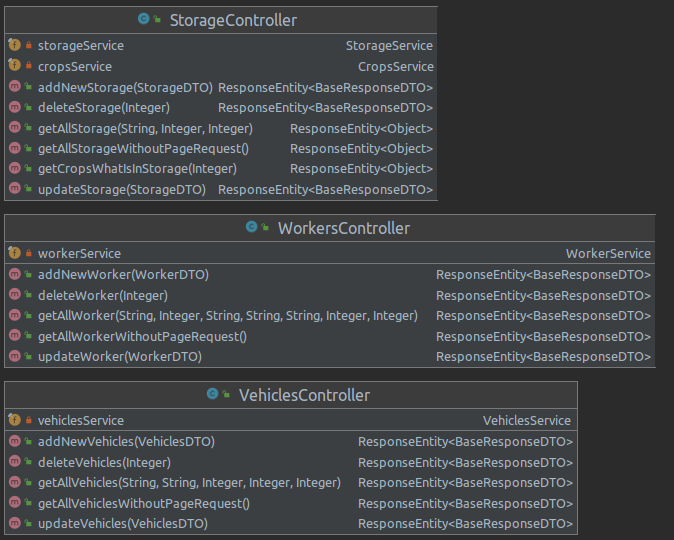 StorageController
storageService StorageService
cropsService CropsService
addNewStorage(StorageDTO) ResponseEntity<BaseResponseDTO>
deleteStorage(Integer) ResponseEntity<BaseResponseDTO>
getAllStorage(String, Integer, Integer) ResponseEntity<Object>
getAllStorageWithoutPageRequest() ResponseEntity<Object>
getCropsWhatIsInStorage(Integer) ResponseEntity<Object>
updateStorage(StorageDTO) ResponseEntity<BaseResponseDTO>
WorkersController
workerService WorkerService
addNewWorker(WorkerDTO) ResponseEntity<BaseResponseDTO>
deleteWorker(Integer) ResponseEntity<BaseResponseDTO>
getAllWorker(String, Integer, String, String, String, Integer, Integer) ResponseEntity<BaseResponseDTO>
getAllWorkerWithoutPageRequest() ResponseEntity<BaseResponseDTO>
updateWorker(WorkerDTO) ResponseEntity<BaseResponseDTO>
VehiclesController
vehiclesService VehiclesService
addNewVehicles(VehiclesDTO) ResponseEntity<BaseResponseDTO>
deleteVehicles(Integer) ResponseEntity<BaseResponseDTO>
getAllVehicles(String, String, Integer, Integer, Integer) ResponseEntity<BaseResponseDTO>
getAllVehiclesWithoutPageRequest() ResponseEntity<BaseResponseDTO>
updateVehicles(VehiclesDTO) ResponseEntity<BaseResponseDTO>